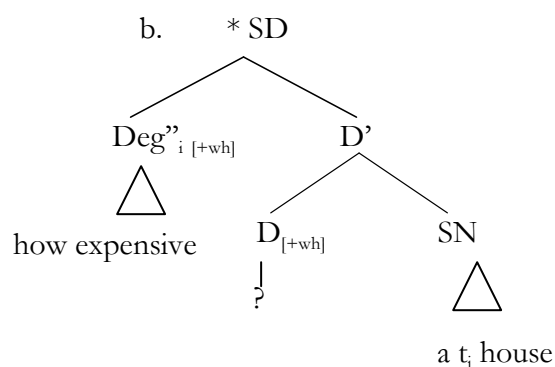 b. * SD
Deg”i [+wh] D’
how expensive D[+wh] SN
?
a ti house